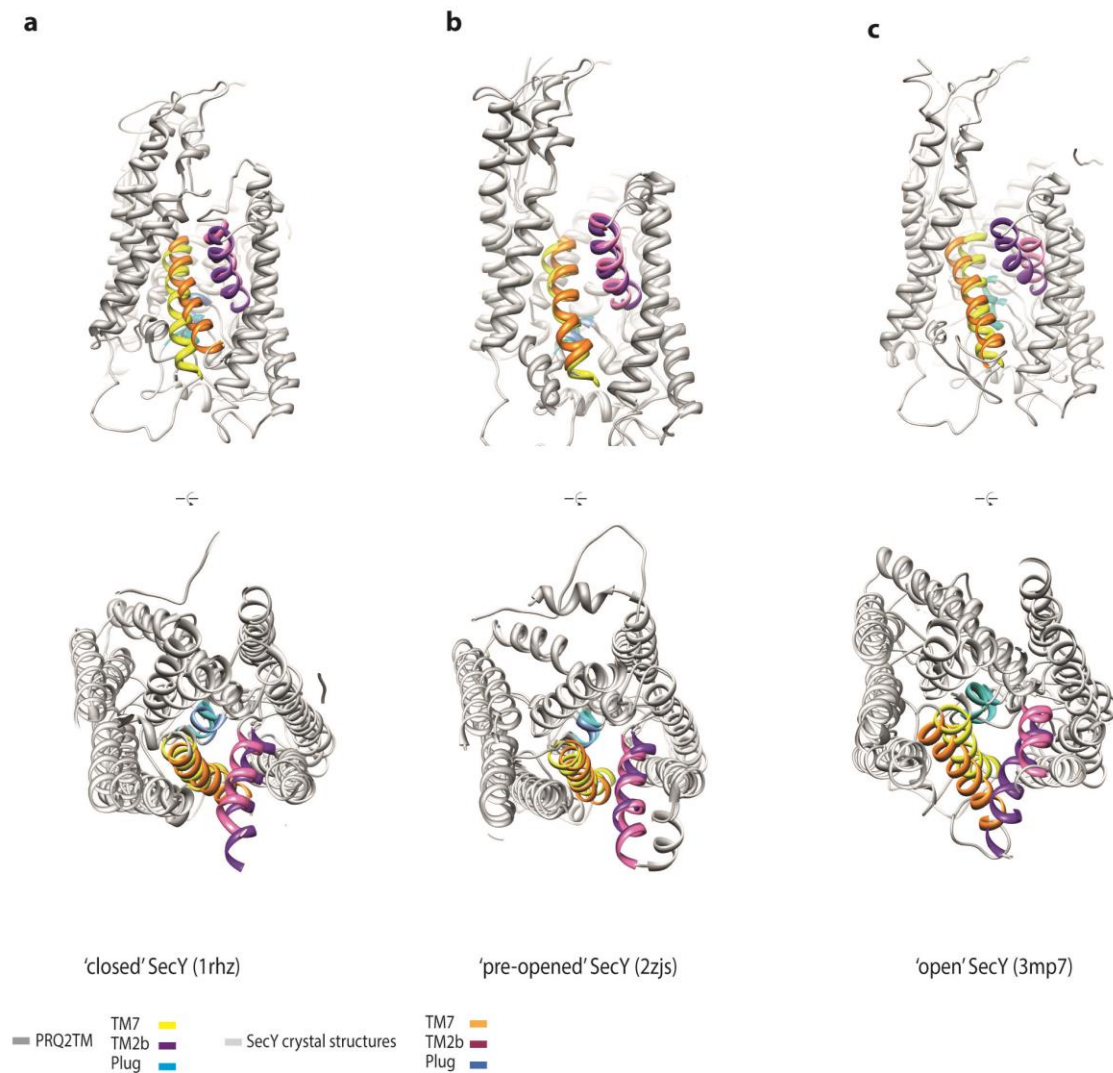 a
b
c
'closed' SecY (1rhz)
'pre-opened' SecY (2zjs)
'open' SecY (3mp7)
PRQ2TM
TM7
TM2b
Plug
SecY crystal structures
TM7
TM2b
Plug